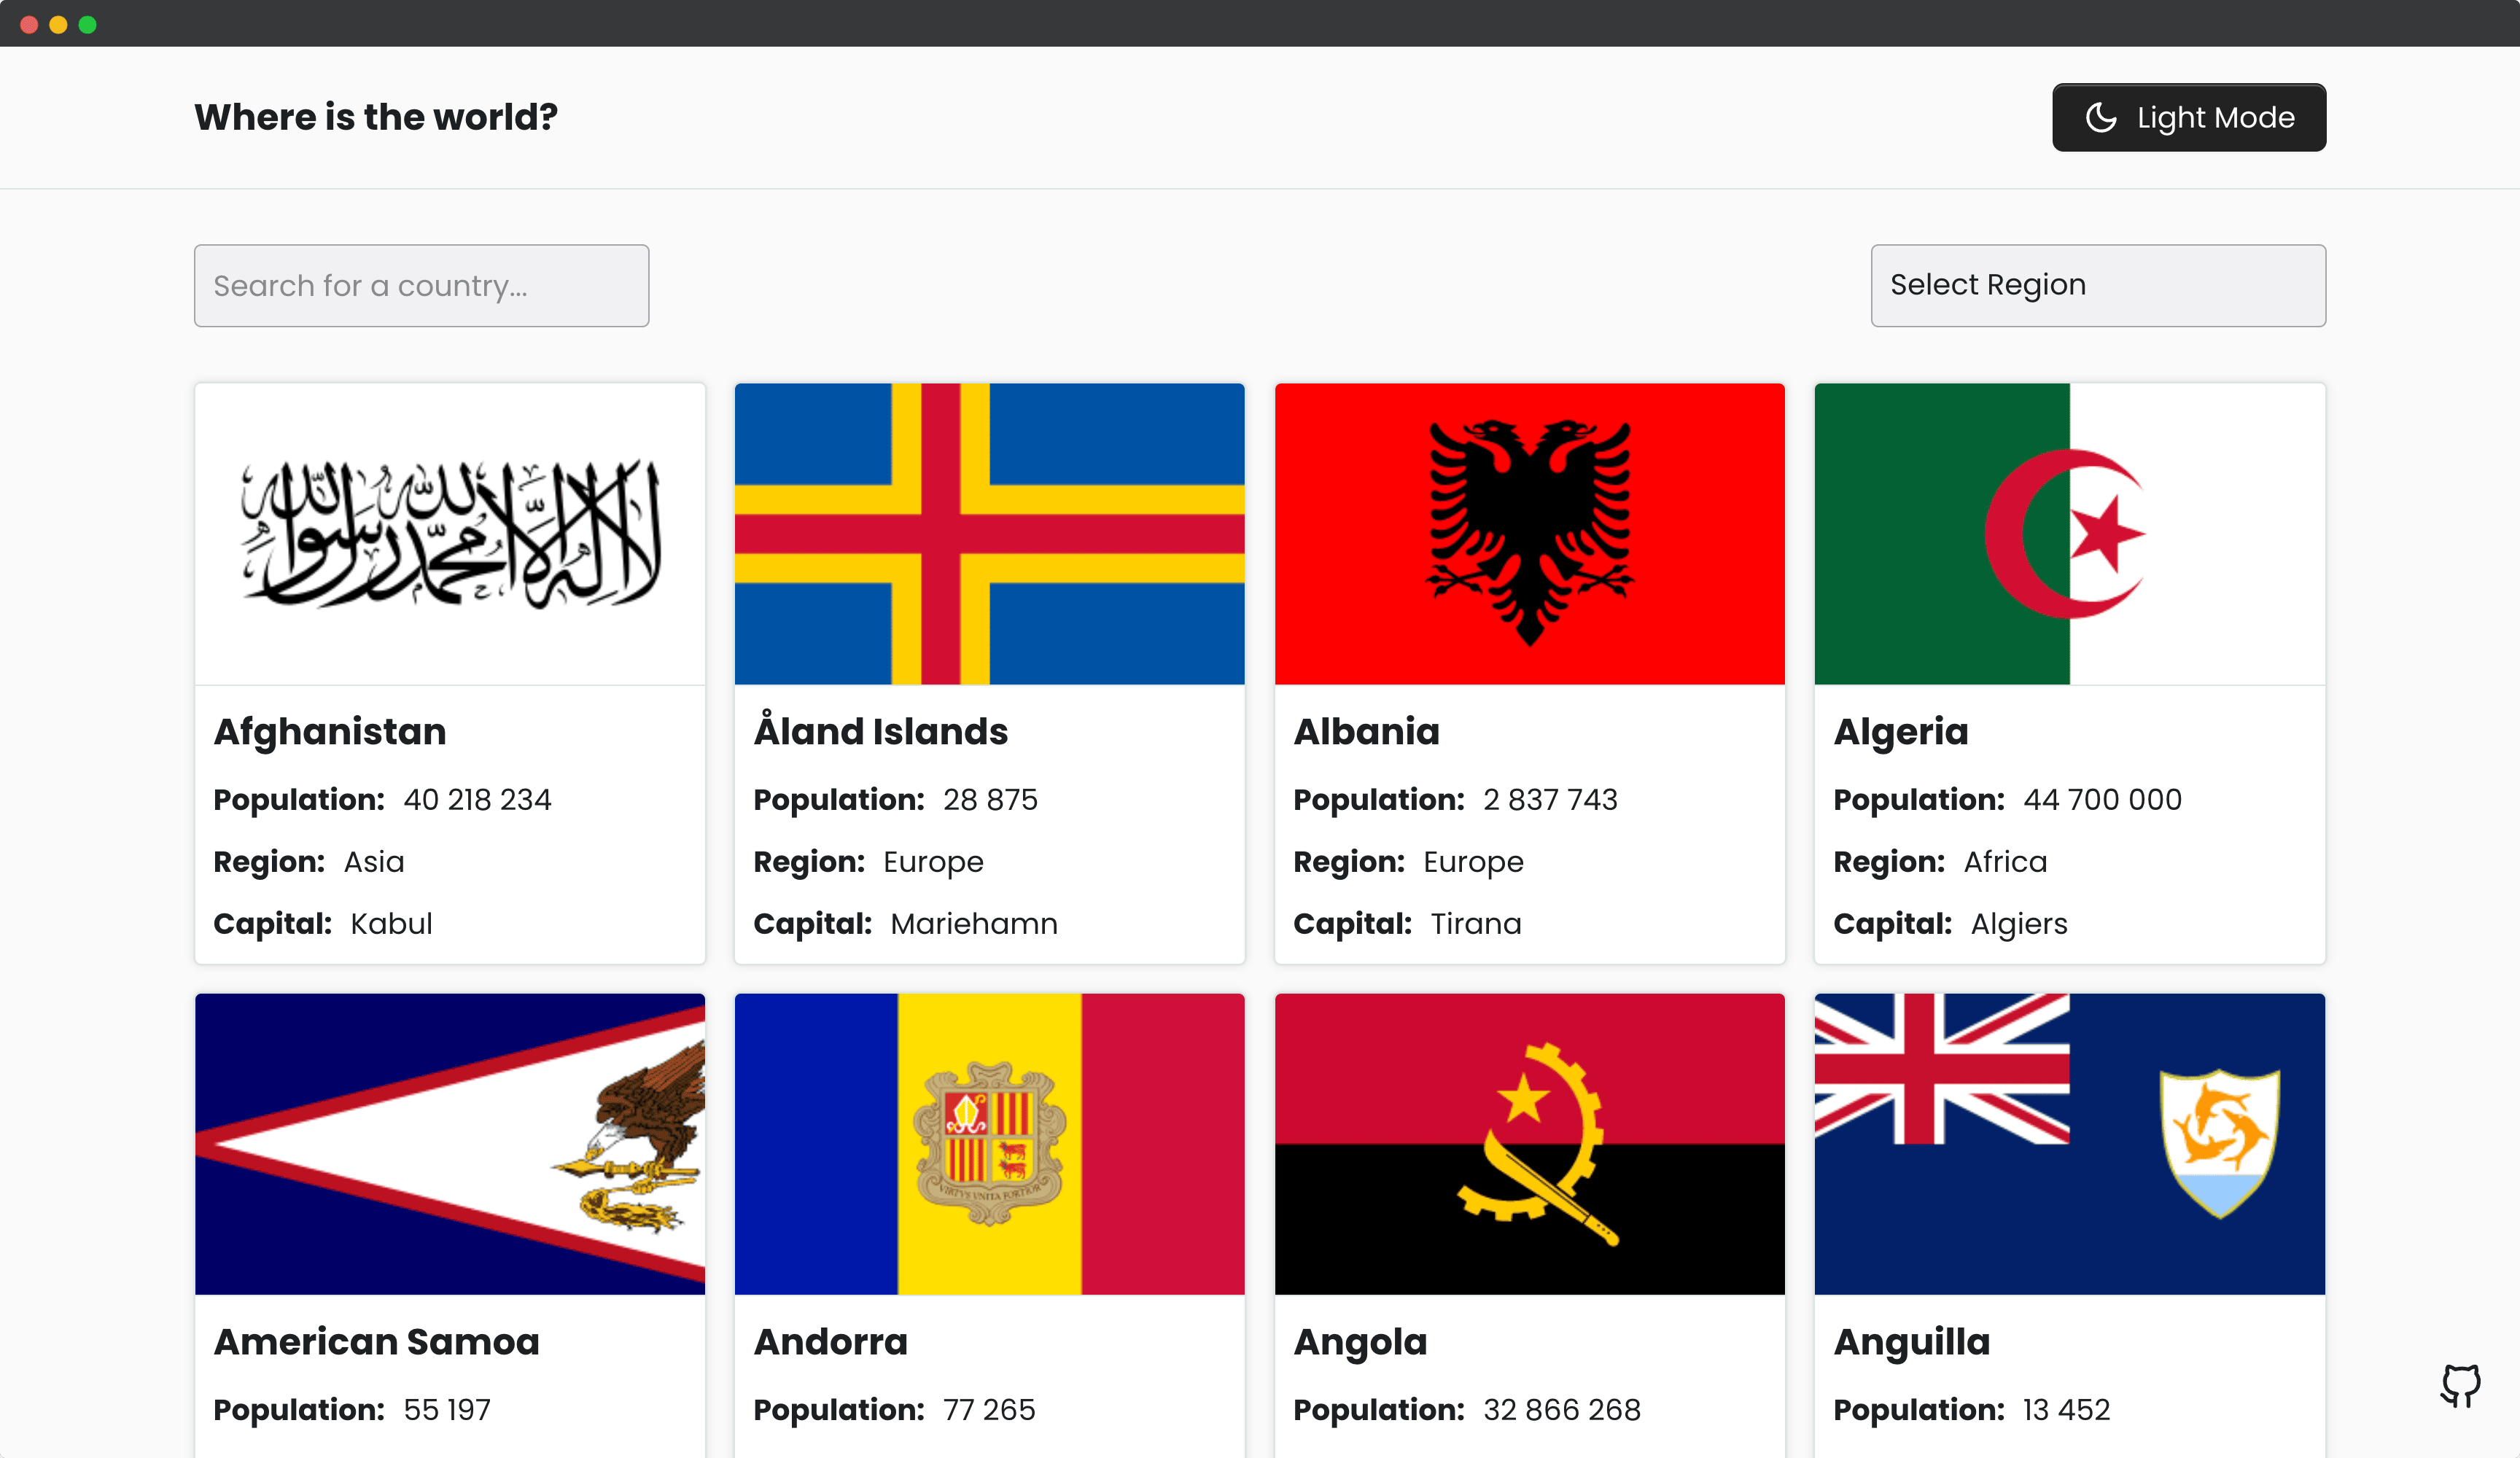 Where is the world?
Light Mode
Search for a country...
Select Region
لا إله إلا الله محمد رسول الله
Afghanistan
Population: 40 218 234
Region: Asia
Capital: Kabul
Åland Islands
Population: 28 875
Region: Europe
Capital: Mariehamn
Albania
Population: 2 837 743
Region: Europe
Capital: Tirana
Algeria
Population: 44 700 000
Region: Africa
Capital: Algiers
VIRTVS VNITA FORTIOR
American Samoa
Population: 55 197
Andorra
Population: 77 265
Angola
Population: 32 866 268
Anguilla
Population: 13 452